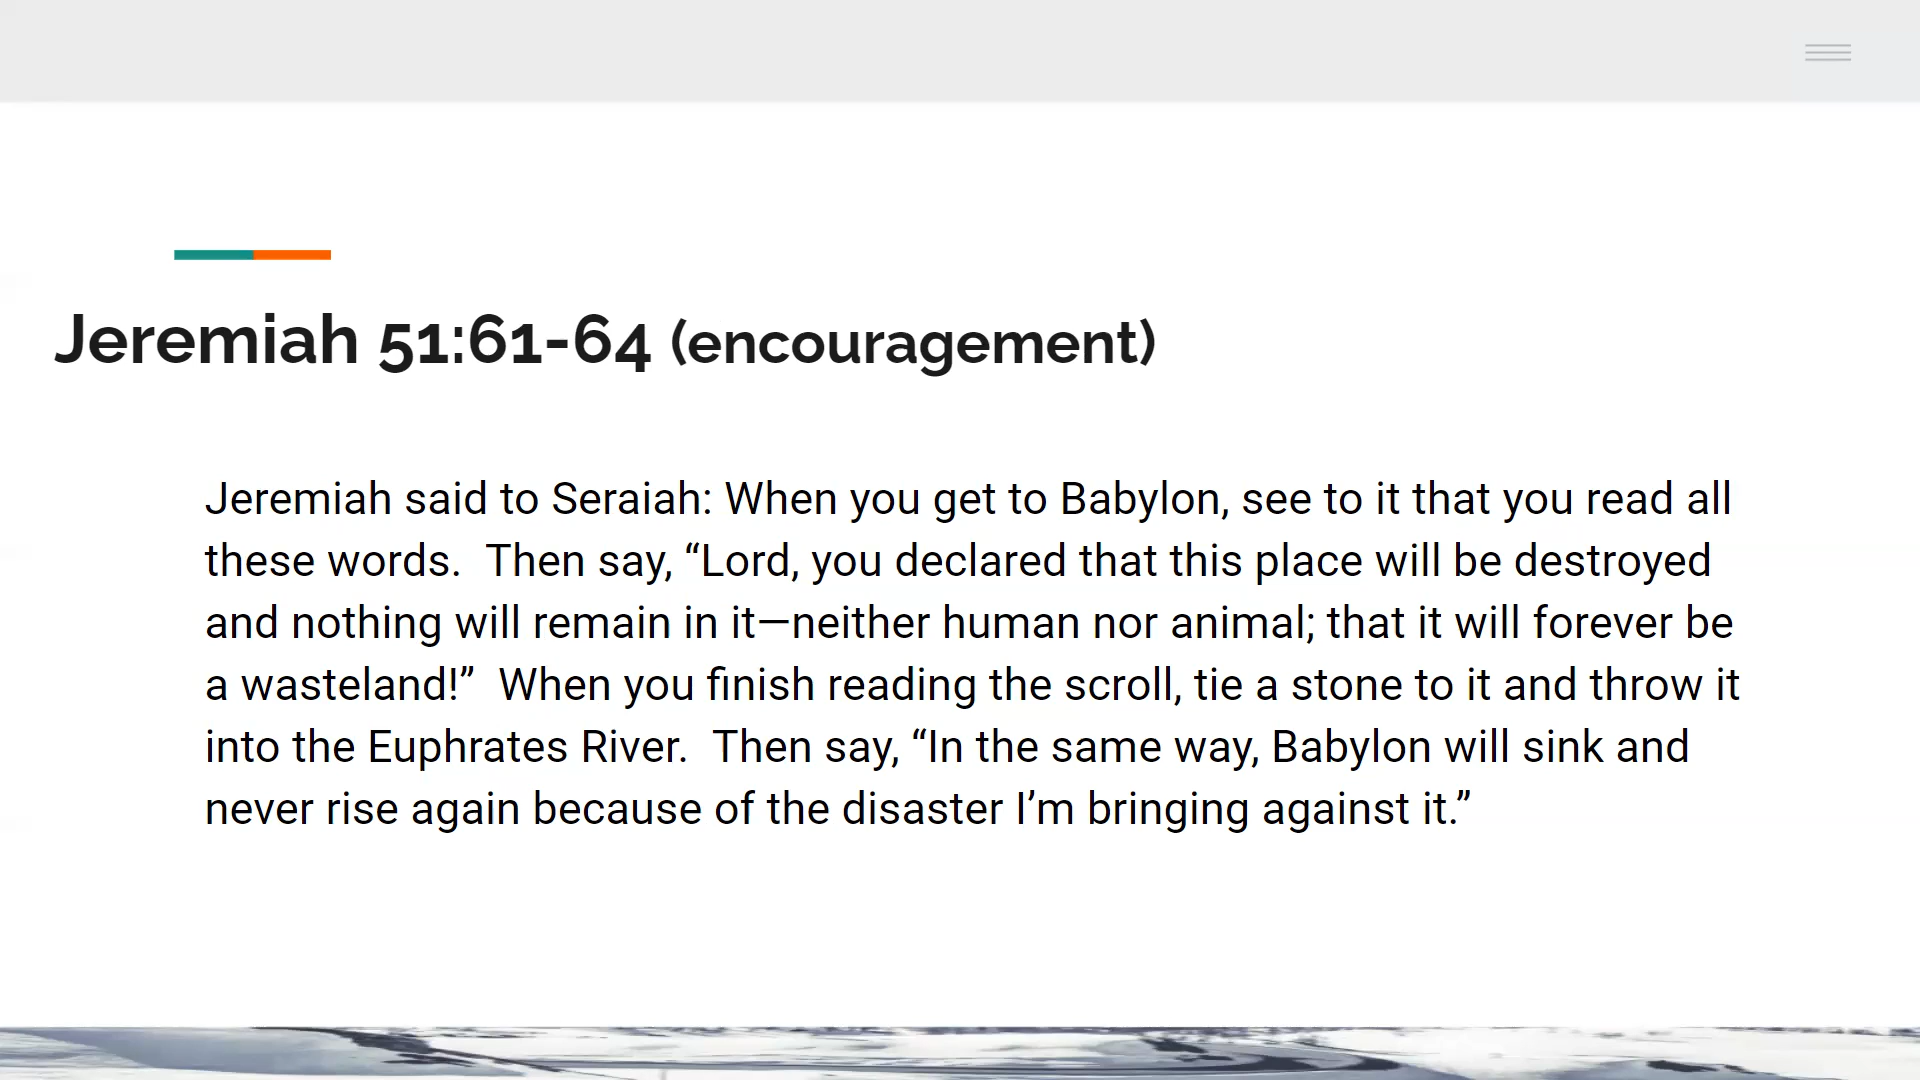 Jeremiah 51:61-64 (encouragement)
Jeremiah said to Seraiah: When you get to Babylon, see to it that you read all
these words.  Then say, “Lord, you declared that this place will be destroyed
and nothing will remain in it—neither human nor animal; that it will forever be
a wasteland!”  When you finish reading the scroll, tie a stone to it and throw it
into the Euphrates River.  Then say, “In the same way, Babylon will sink and
never rise again because of the disaster I’m bringing against it.”